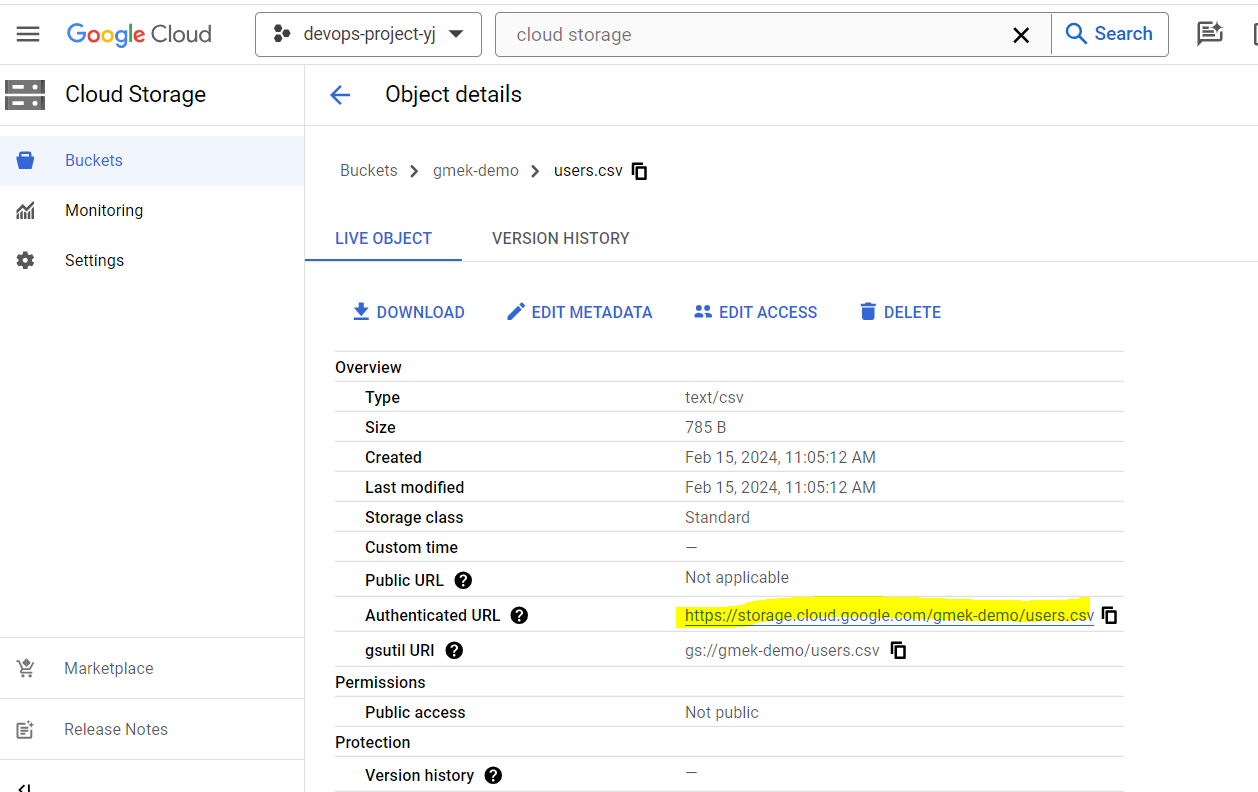 Google Cloud devops-project-yj cloud storage Search
Cloud Storage Object details
Buckets
Monitoring
Settings
Marketplace
Release Notes
Buckets gmek-demo users.csv
LIVE OBJECT VERSION HISTORY
DOWNLOAD EDIT METADATA EDIT ACCESS DELETE
Overview
Type text/csv
Size 785 B
Created Feb 15, 2024, 11:05:12 AM
Last modified Feb 15, 2024, 11:05:12 AM
Storage class Standard
Custom time —
Public URL ? Not applicable
Authenticated URL ? https://storage.cloud.google.com/gmek-demo/users.csv
gsutil URI ? gs://gmek-demo/users.csv
Permissions
Public access Not public
Protection
Version history ? —